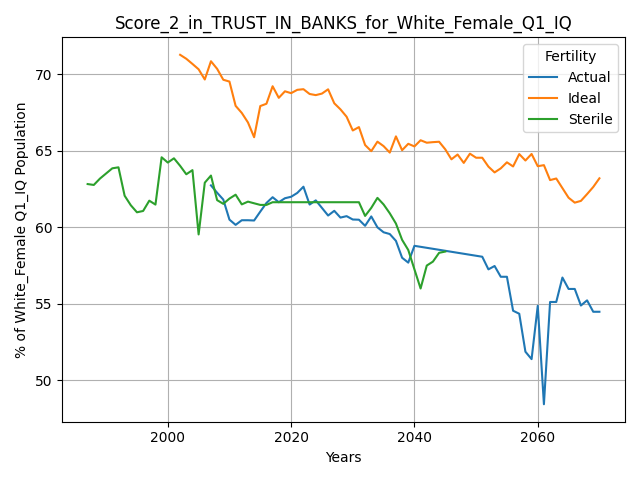 Score_2_in_TRUST_IN_BANKS_for_White_Female_Q1_IQ
% of White_Female Q1_IQ Population
70
65
60
55
50
Fertility
Actual
Ideal
Sterile
2000
2020
2040
2060
Years